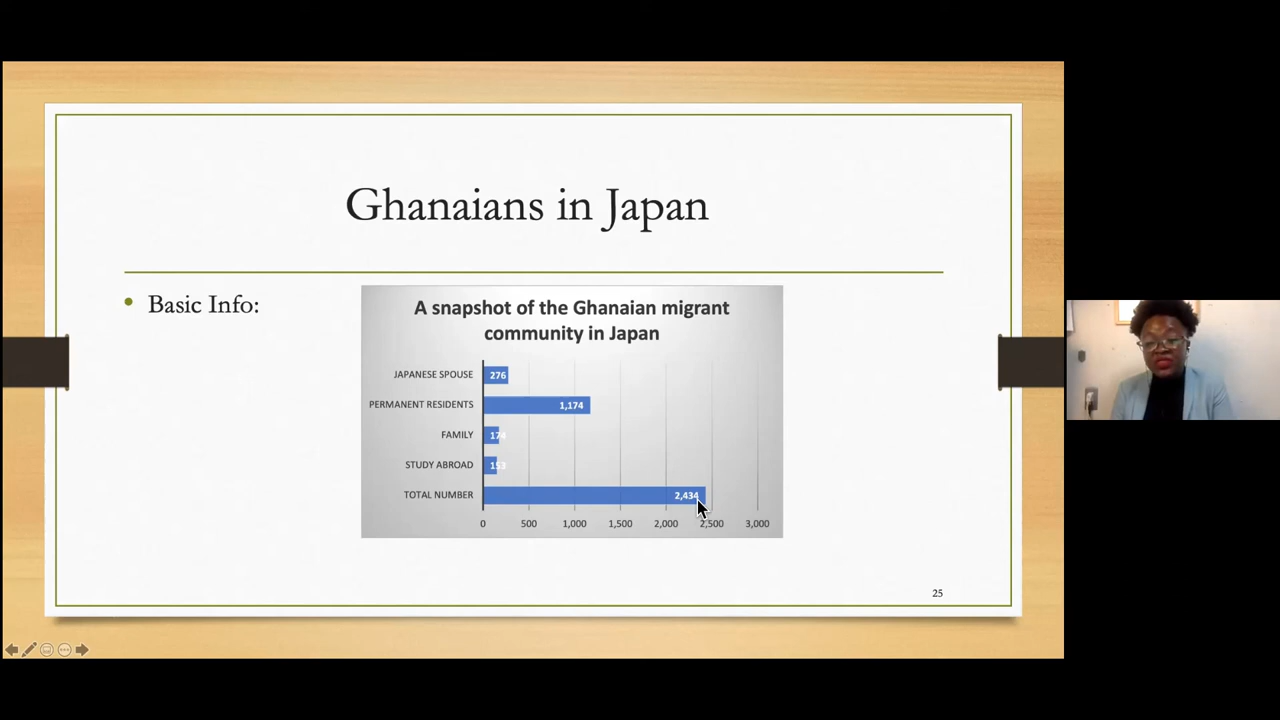 Ghanaians in Japan
• Basic Info:
A snapshot of the Ghanaian migrant
community in Japan
JAPANESE SPOUSE 276
PERMANENT RESIDENTS 1,174
FAMILY
STUDY ABROAD 153
TOTAL NUMBER 2,434
0 500 1,000 1,500 2,000 2,500 3,000
25